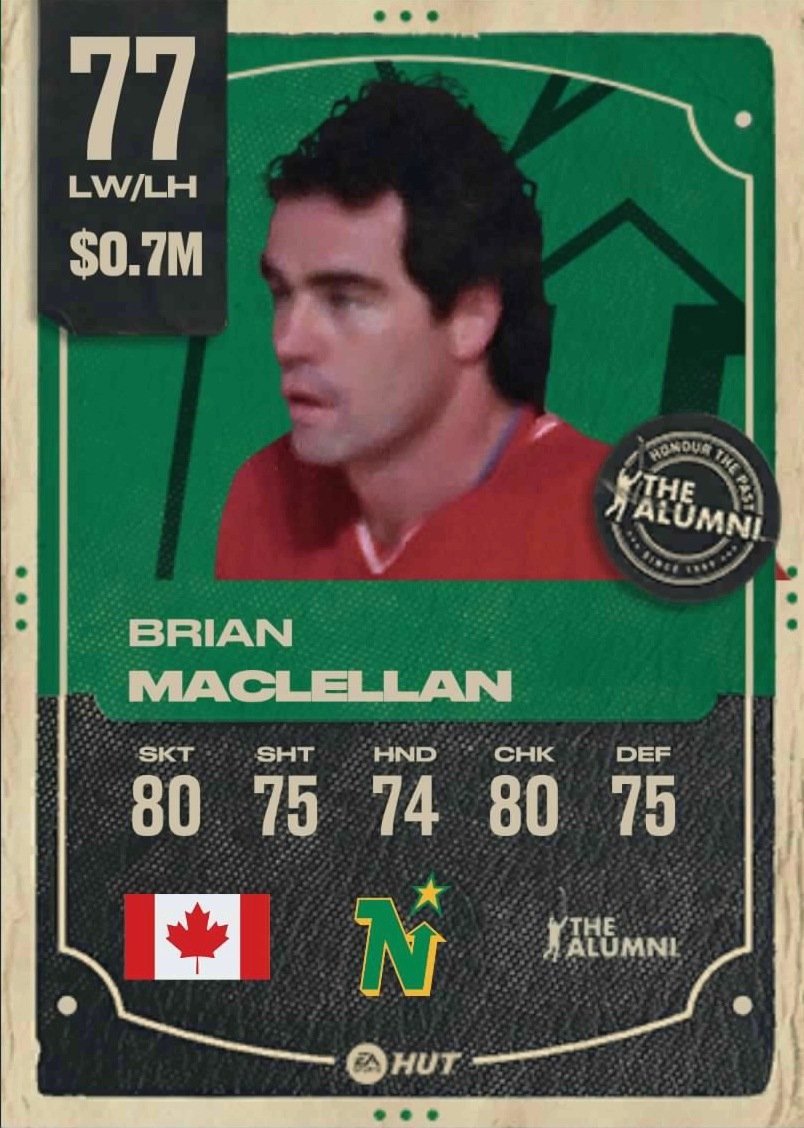 77
LW/LH
$0.7M
HONOUR THE PAST
THE
ALUMNI
BRIAN
MACLELLAN
SKT SHT HND CHK DEF
80 75 74 80 75
N
THE
ALUMNI
EA
HUT